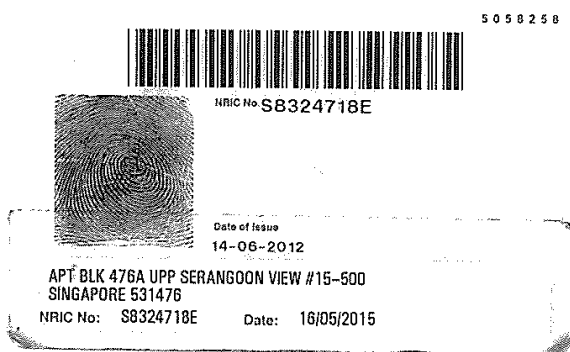 5058258
NRIC No. S8324718E
Date of Issue
14-06-2012
APT BLK 476A UPP SERANGOON VIEW #15-500
SINGAPORE 531476
NRIC No: S8324718E Date: 16/05/2015